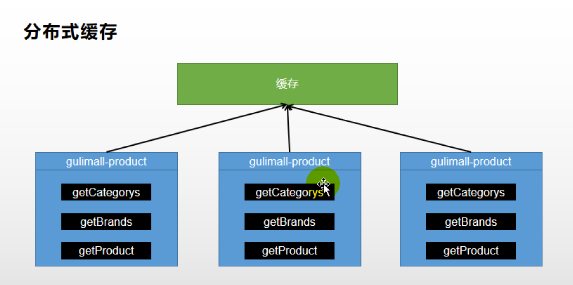 分布式缓存
缓存
gulimall-product
getCategorys
getBrands
getProduct
gulimall-product
getCategorys
getBrands
getProduct
gulimall-product
getCategorys
getBrands
getProduct